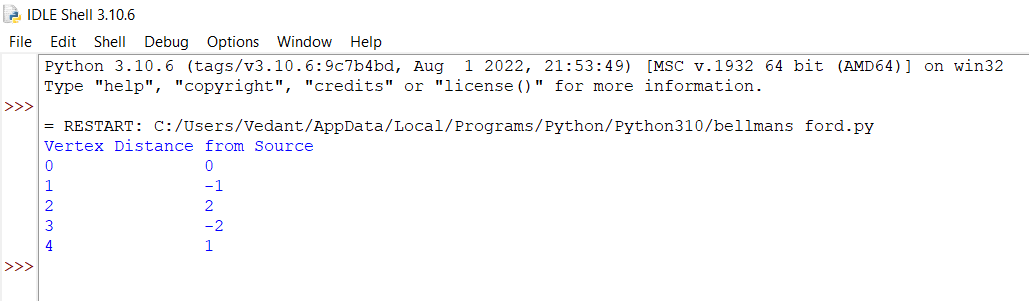 IDLE Shell 3.10.6
File Edit Shell Debug Options Window Help
Python 3.10.6 (tags/v3.10.6:9c7b4bd, Aug  1 2022, 21:53:49) [MSC v.1932 64 bit (AMD64)] on win32
Type "help", "copyright", "credits" or "license()" for more information.
>>>
= RESTART: C:/Users/Vedant/AppData/Local/Programs/Python/Python310/bellmans ford.py
Vertex Distance from Source
0               0
1               -1
2               2
3               -2
4               1
>>>